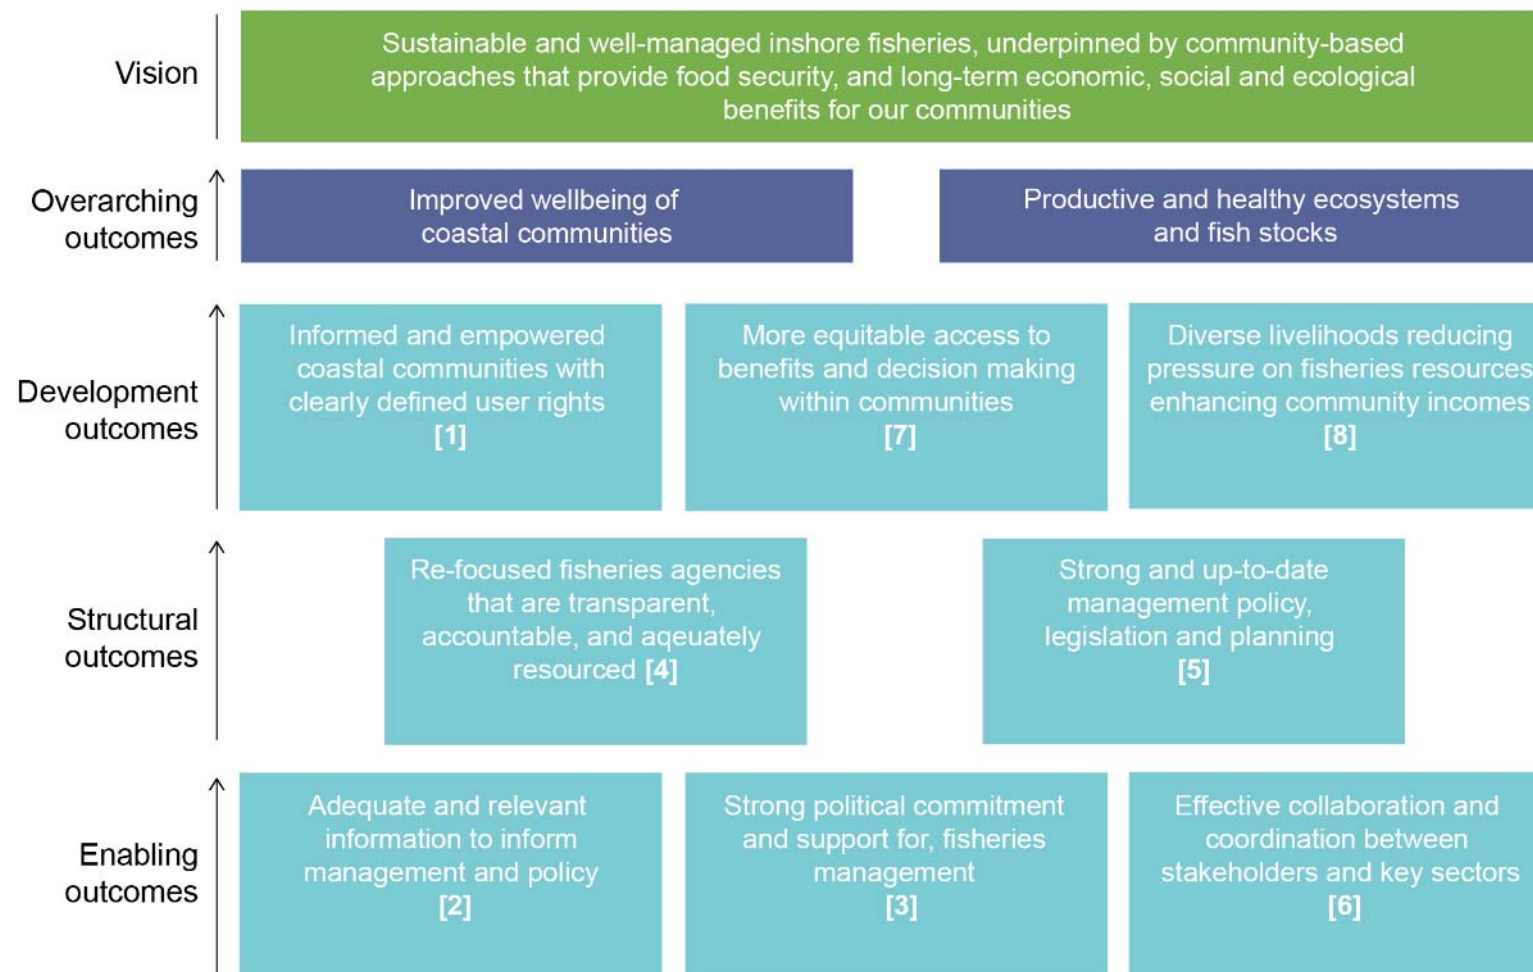 Vision
Sustainable and well-managed inshore fisheries, underpinned by community-based
approaches that provide food security, and long-term economic, social and ecological
benefits for our communities
Overarching
outcomes
Improved wellbeing of
coastal communities
Productive and healthy ecosystems
and fish stocks
Development
outcomes
Informed and empowered
coastal communities with
clearly defined user rights
[1]
More equitable access to
benefits and decision making
within communities
[7]
Diverse livelihoods reducing
pressure on fisheries resources
enhancing community incomes
[8]
Structural
outcomes
Re-focused fisheries agencies
that are transparent,
accountable, and aqeuately
resourced [4]
Strong and up-to-date
management policy,
legislation and planning
[5]
Enabling
outcomes
Adequate and relevant
information to inform
management and policy
[2]
Strong political commitment
and support for, fisheries
management
[3]
Effective collaboration and
coordination between
stakeholders and key sectors
[6]